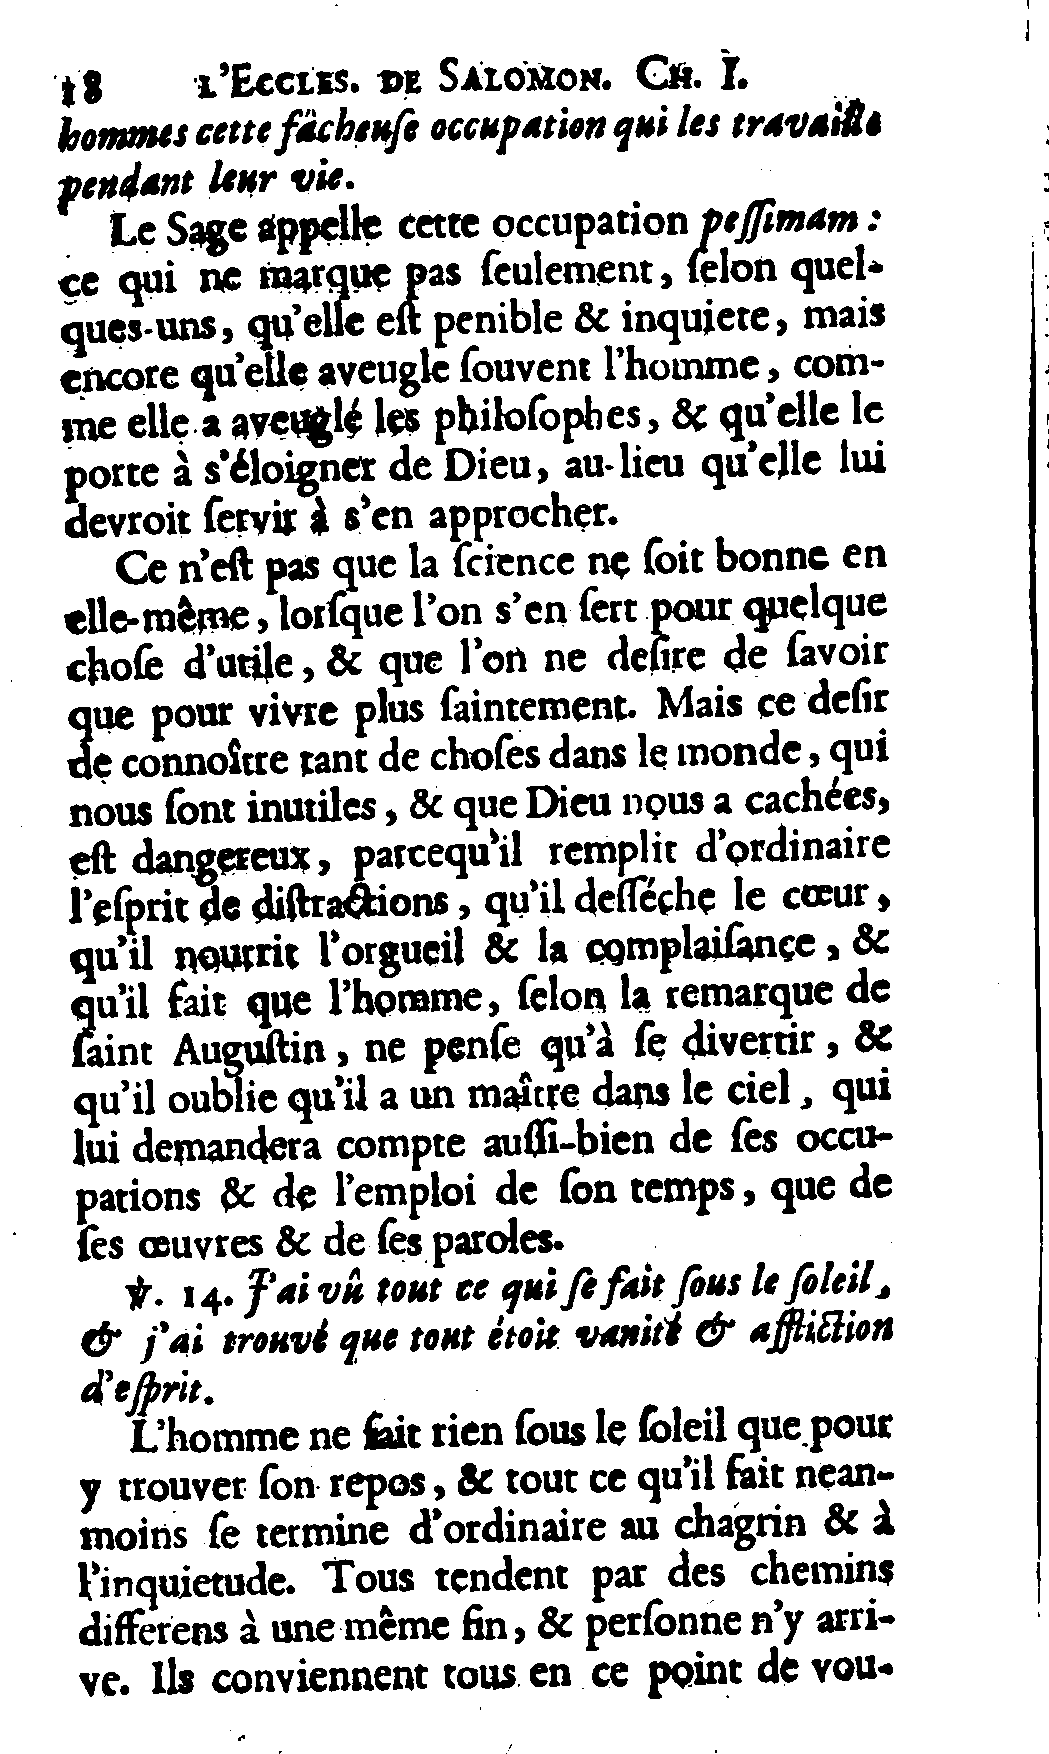 18 L'ECCLES. DE SALOMON. CH. I.
hommes cette fâcheuſe occupation qui les travaille
pendant leur vie.
Le Sage appelle cette occupation peſſimam :
ce qui ne marque pas ſeulement, ſelon quel-
ques-uns, qu'elle eſt penible & inquiete, mais
encore qu'elle aveugle ſouvent l'homme, com-
me elle a aveuglé les philoſophes, & qu'elle le
porte à s'éloigner de Dieu, au-lieu qu'elle lui
devroit ſervir à s'en approcher.
Ce n'eſt pas que la ſcience ne ſoit bonne en
elle-même, lorſque l'on s'en ſert pour quelque
choſe d'utile, & que l'on ne deſire de ſavoir
que pour vivre plus ſaintement. Mais ce deſir
de connoître tant de choſes dans le monde, qui
nous ſont inutiles, & que Dieu nous a cachées,
eſt dangereux, parcequ'il remplit d'ordinaire
l'eſprit de diſtractions, qu'il deſſéche le cœur,
qu'il nourrit l'orgueil & la complaiſance, &
qu'il fait que l'homme, ſelon la remarque de
ſaint Auguſtin, ne penſe qu'à ſe divertir, &
qu'il oublie qu'il a un maître dans le ciel, qui
lui demandera compte auſſi-bien de ſes occu-
pations & de l'emploi de ſon temps, que de
ſes œuvres & de ſes paroles.
℣. 14. J'ai vû tout ce qui ſe fait ſous le ſoleil,
& j'ai trouvé que tout étoit vanité & affliction
d'eſprit.
L'homme ne fait rien ſous le ſoleil que pour
y trouver ſon repos, & tout ce qu'il fait nean-
moins ſe termine d'ordinaire au chagrin & à
l'inquietude. Tous tendent par des chemins
differens à une même fin, & perſonne n'y arri-
ve. Ils conviennent tous en ce point de vou-